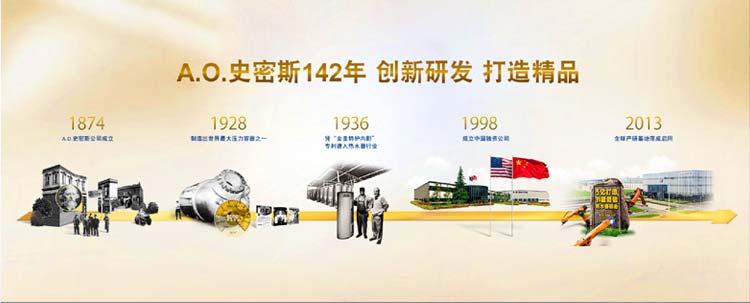 A.O.史密斯142年 创新研发 打造精品
1874
A.O.史密斯公司成立
1928
制造出世界最大压力容器之一
1936
凭“金圭特护内胆”
专利进入热水器行业
1998
成立中国独资公司
2013
全球产研基地落成启用